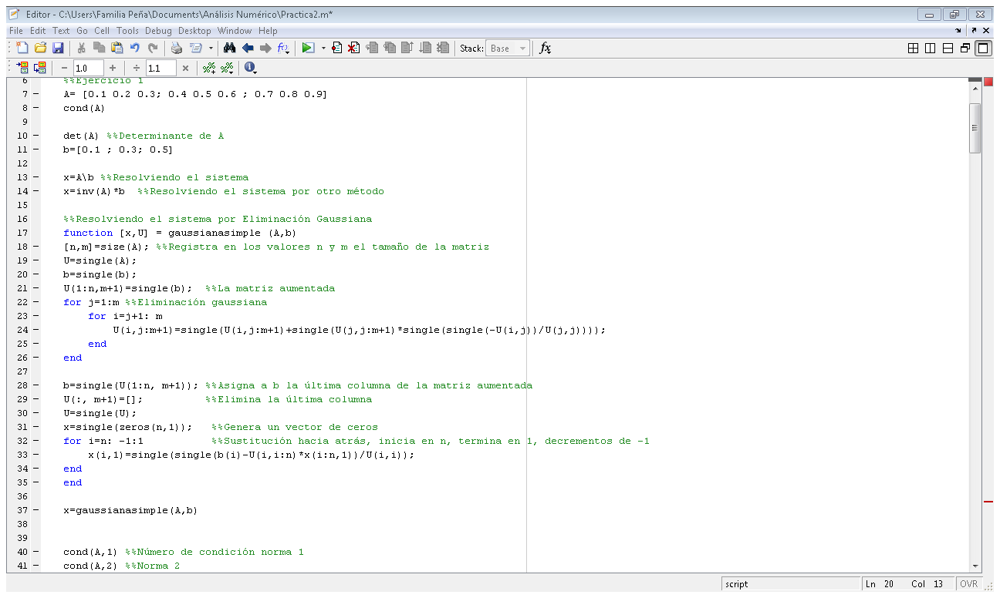 Editor - C:\Users\Familia Peña\Documents\Análisis Numérico\Practica2.m*
File Edit Text Go Cell Tools Debug Desktop Window Help
Stack: Base fx
− 1.0 + ÷ 1.1 ×
6 %%Ejercicio 1
7 − A= [0.1 0.2 0.3; 0.4 0.5 0.6 ; 0.7 0.8 0.9]
8 − cond(A)
9
10 − det(A) %%Determinante de A
11 − b=[0.1 ; 0.3; 0.5]
12
13 − x=A\b %%Resolviendo el sistema
14 − x=inv(A)*b  %%Resolviendo el sistema por otro método
15
16 %%Resolviendo el sistema por Eliminación Gaussiana
17 function [x,U] = gaussianasimple (A,b)
18 − [n,m]=size(A); %%Registra en los valores n y m el tamaño de la matriz
19 − U=single(A);
20 − b=single(b);
21 − U(1:n,m+1)=single(b);  %%La matriz aumentada
22 − for j=1:m %%Eliminación gaussiana
23 − for i=j+1: m
24 − U(i,j:m+1)=single(U(i,j:m+1)+single(U(j,j:m+1)*single(single(-U(i,j))/U(j,j))));
25 − end
26 − end
27
28 − b=single(U(1:n, m+1)); %%Asigna a b la última columna de la matriz aumentada
29 − U(:, m+1)=[]; %%Elimina la última columna
30 − U=single(U);
31 − x=single(zeros(n,1)); %%Genera un vector de ceros
32 − for i=n: -1:1 %%Sustitución hacia atrás, inicia en n, termina en 1, decrementos de -1
33 − x(i,1)=single(single(b(i)-U(i,i:n)*x(i:n,1))/U(i,i));
34 − end
35 − end
36
37 − x=gaussianasimple(A,b)
38
39
40 − cond(A,1) %%Número de condición norma 1
41 − cond(A,2) %%Norma 2
script Ln 20 Col 13 OVR